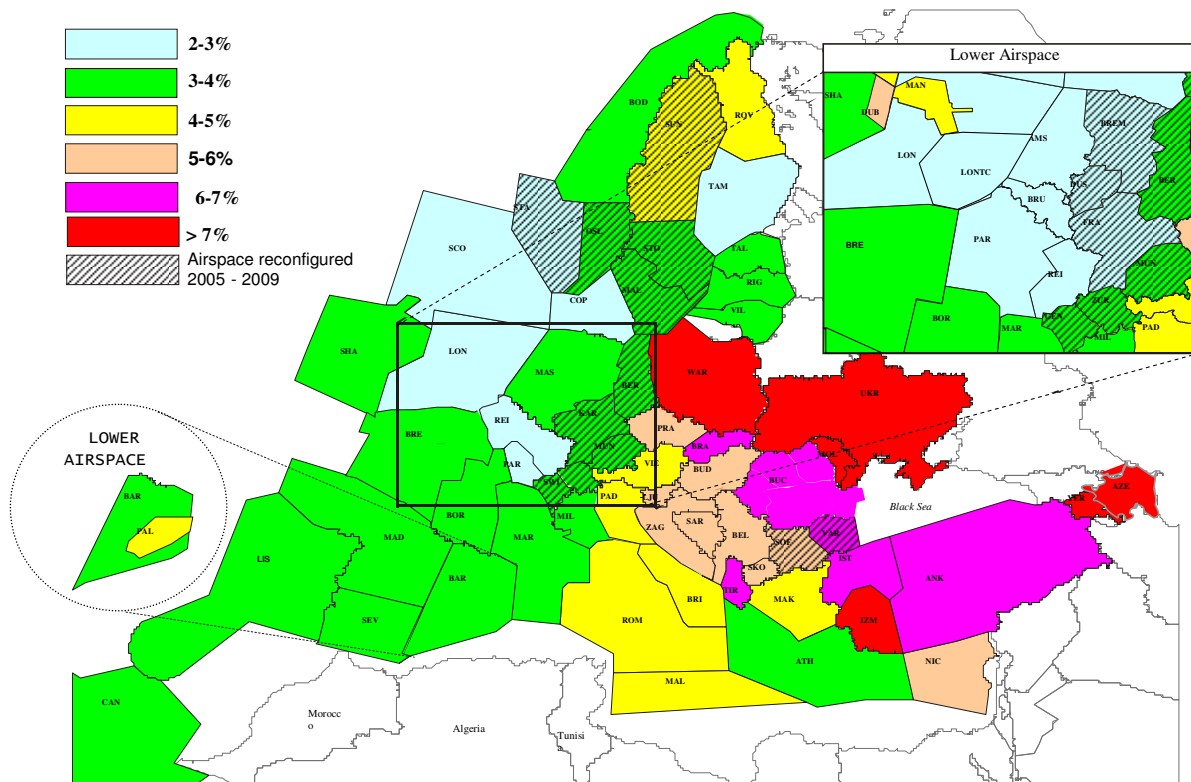 2-3%
3-4%
4-5%
5-6%
6-7%
> 7%
Airspace reconfigured
2005 - 2009
LOWER
AIRSPACE
BAR
PAL
Lower Airspace
SHA
DUB
MAN
LON
LONTC
AMS
BREM
DUS
BRU
FRA
BER
BRE
PAR
REI
MUN
ZUR
GEN
BOR
MAR
MIL
PAD
BOD
SUN
ROV
TAM
STA
OSL
STO
SCO
COP
MAL
TAL
RIG
VIL
SHA
LON
MAS
BER
WAR
UKR
KAR
REI
BRE
PAR
MUN
SWI
PRA
BRA
VIE
BUD
MOL
BUC
PAD
LJU
ZAG
SAR
BEL
SOF
VAR
SKO
TIR
IST
Black Sea
YER
AZE
ANK
IZM
MAK
BRI
ROM
BOR
MIL
MAR
MAD
BAR
LIS
SEV
ATH
NIC
MAL
CAN
Morocc
o
Algeria
Tunisi